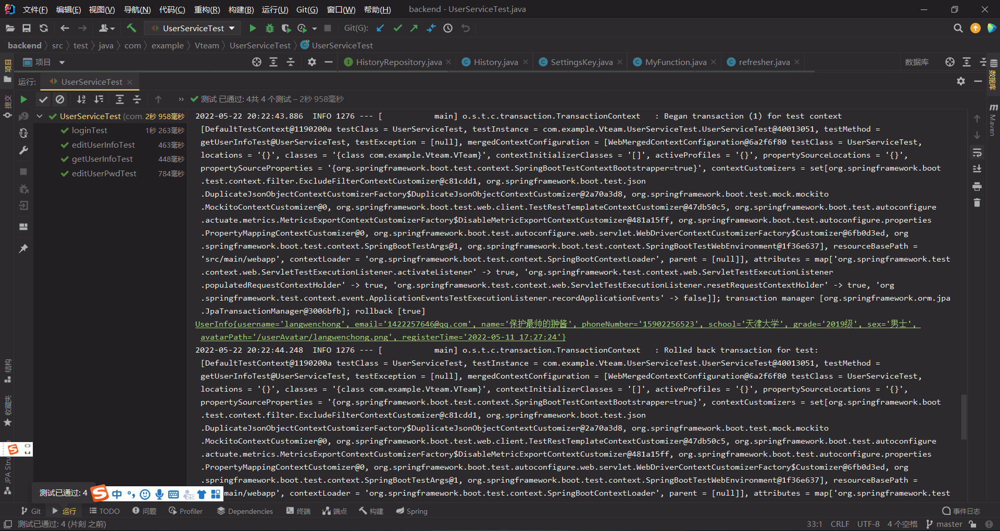 文件(F) 编辑(E) 视图(V) 导航(N) 代码(C) 重构(R) 构建(B) 运行(U) Git(G) 窗口(W) 帮助(H) backend - UserServiceTest.java
UserServiceTest Git(G):
backend src test java com example Vteam UserServiceTest UserServiceTest
项目 HistoryRepository.java History.java SettingsKey.java MyFunction.java refresher.java 数据库
运行: UserServiceTest
测试 已通过: 4共 4 个测试 – 2秒 958毫秒
UserServiceTest (com. 2秒 958毫秒
loginTest 1秒 263毫秒
editUserInfoTest 463毫秒
getUserInfoTest 448毫秒
editUserPwdTest 784毫秒
2022-05-22 20:22:43.886  INFO 1276 --- [           main] o.s.t.c.transaction.TransactionContext   : Began transaction (1) for test context
[DefaultTestContext@1190200a testClass = UserServiceTest, testInstance = com.example.Vteam.UserServiceTest.UserServiceTest@40013051, testMethod =
getUserInfoTest@UserServiceTest, testException = [null], mergedContextConfiguration = [WebMergedContextConfiguration@6a2f6f80 testClass = UserServiceTest,
locations = '{}', classes = '{class com.example.Vteam.VTeam}', contextInitializerClasses = '[]', activeProfiles = '{}', propertySourceLocations = '{}',
propertySourceProperties = '{org.springframework.boot.test.context.SpringBootTestContextBootstrapper=true}', contextCustomizers = set[org.springframework.boot
.test.context.filter.ExcludeFilterContextCustomizer@c81cdd1, org.springframework.boot.test.json
.DuplicateJsonObjectContextCustomizerFactory$DuplicateJsonObjectContextCustomizer@2a70a3d8, org.springframework.boot.test.mock.mockito
.MockitoContextCustomizer@0, org.springframework.boot.test.web.client.TestRestTemplateContextCustomizer@47db50c5, org.springframework.boot.test.autoconfigure
.actuate.metrics.MetricsExportContextCustomizerFactory$DisableMetricExportContextCustomizer@481a15ff, org.springframework.boot.test.autoconfigure.properties
.PropertyMappingContextCustomizer@0, org.springframework.boot.test.autoconfigure.web.servlet.WebDriverContextCustomizerFactory$Customizer@6fb0d3ed, org
.springframework.boot.test.context.SpringBootTestArgs@1, org.springframework.boot.test.context.SpringBootTestWebEnvironment@1f36e637], resourceBasePath =
'src/main/webapp', contextLoader = 'org.springframework.boot.test.context.SpringBootContextLoader', parent = [null]], attributes = map['org.springframework.test
.context.web.ServletTestExecutionListener.activateListener' -> true, 'org.springframework.test.context.web.ServletTestExecutionListener
.populatedRequestContextHolder' -> true, 'org.springframework.test.context.web.ServletTestExecutionListener.resetRequestContextHolder' -> true, 'org
.springframework.test.context.event.ApplicationEventsTestExecutionListener.recordApplicationEvents' -> false]]; transaction manager [org.springframework.orm.jpa
.JpaTransactionManager@3006bfb]; rollback [true]
UserInfo{username='langwenchong', email='1422257646@qq.com', name='保护最帅的翀酱', phoneNumber='15902256523', school='天津大学', grade='2019级', sex='男士',
avatarPath='/userAvatar/langwenchong.png', registerTime='2022-05-11 17:27:24'}
2022-05-22 20:22:44.248  INFO 1276 --- [           main] o.s.t.c.transaction.TransactionContext   : Rolled back transaction for test:
[DefaultTestContext@1190200a testClass = UserServiceTest, testInstance = com.example.Vteam.UserServiceTest.UserServiceTest@40013051, testMethod =
getUserInfoTest@UserServiceTest, testException = [null], mergedContextConfiguration = [WebMergedContextConfiguration@6a2f6f80 testClass = UserServiceTest,
locations = '{}', classes = '{class com.example.Vteam.VTeam}', contextInitializerClasses = '[]', activeProfiles = '{}', propertySourceLocations = '{}',
propertySourceProperties = '{org.springframework.boot.test.context.SpringBootTestContextBootstrapper=true}', contextCustomizers = set[org.springframework.boot
.test.context.filter.ExcludeFilterContextCustomizer@c81cdd1, org.springframework.boot.test.json
.DuplicateJsonObjectContextCustomizerFactory$DuplicateJsonObjectContextCustomizer@2a70a3d8, org.springframework.boot.test.mock.mockito
.MockitoContextCustomizer@0, org.springframework.boot.test.web.client.TestRestTemplateContextCustomizer@47db50c5, org.springframework.boot.test.autoconfigure
.actuate.metrics.MetricsExportContextCustomizerFactory$DisableMetricExportContextCustomizer@481a15ff, org.springframework.boot.test.autoconfigure.properties
.PropertyMappingContextCustomizer@0, org.springframework.boot.test.autoconfigure.web.servlet.WebDriverContextCustomizerFactory$Customizer@6fb0d3ed, org
.springframework.boot.test.context.SpringBootTestArgs@1, org.springframework.boot.test.context.SpringBootTestWebEnvironment@1f36e637], resourceBasePath =
main/webapp', contextLoader = 'org.springframework.boot.test.context.SpringBootContextLoader', parent = [null]], attributes = map['org.springframework.test
项目
提交
结构
收藏夹
JPA Stru
数据库
Maven
测试已通过: 4
中
Git 运行 TODO 问题 Profiler Dependencies 终端 端点 构建 Spring 事件日志
测试已通过: 4 (片刻 之前) 33:1 CRLF UTF-8 4 个空格 master